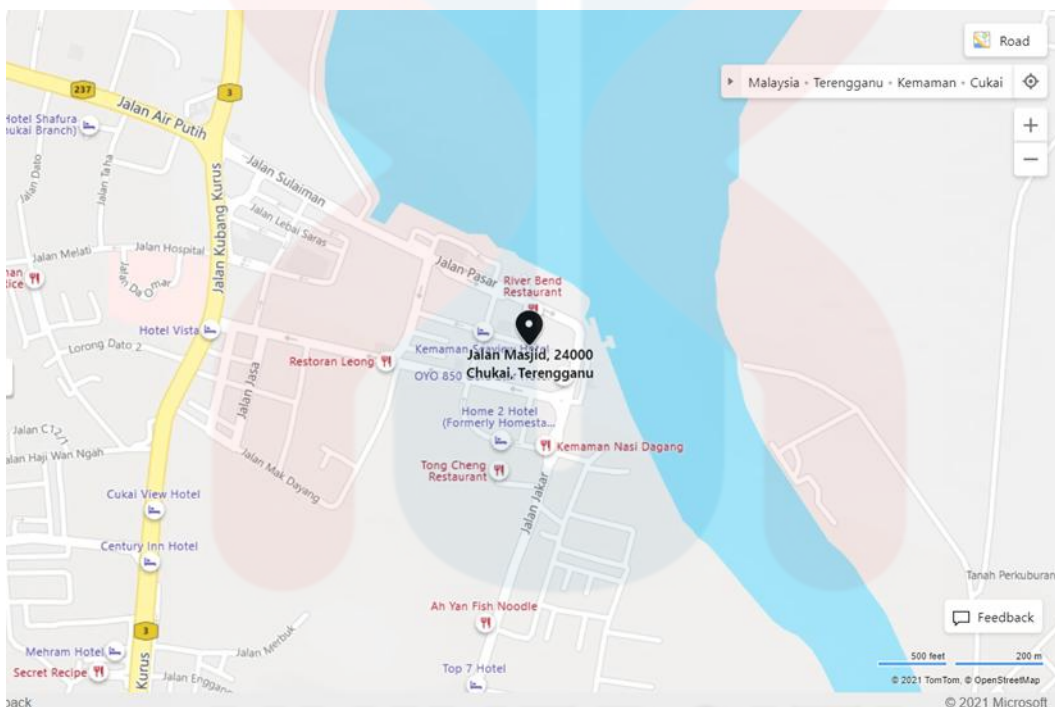 Road
Malaysia • Terengganu • Kemaman • Cukai
237
3
Jalan Air Putih
Hotel Shafura
Branch)
Jalan Dato
Jalan Taha
Jalan Kubang Kurus
Jalan Sulaiman
Jalan Lebai Saras
Jalan Melati
Jalan Hospital
Jalan Da Omar
Jalan Pasar
River Bend
Restaurant
Hotel Vista
Lorong Dato 2
Restoran Leong
Kemaman Hotel
Jalan Masjid, 24000
Chukai, Terengganu
OYO 850
Jalan Jasa
Home 2 Hotel
(Formerly Homesta...
Kemaman Nasi Dagang
Jalan C12/1
Haji Wan Ngah
Jalan Mak Dayang
Tong Cheng
Restaurant
Jalan Jakar
Cukai View Hotel
Century Inn Hotel
Tanah Perkuburan
Ah Yan Fish Noodle
Feedback
3
Jalan Merbuk
Mehram Hotel
Secret Recipe
Kurus
Jalan Enggang
Top 7 Hotel
500 feet
200 m
© 2021 TomTom, © OpenStreetMap
© 2021 Microsoft